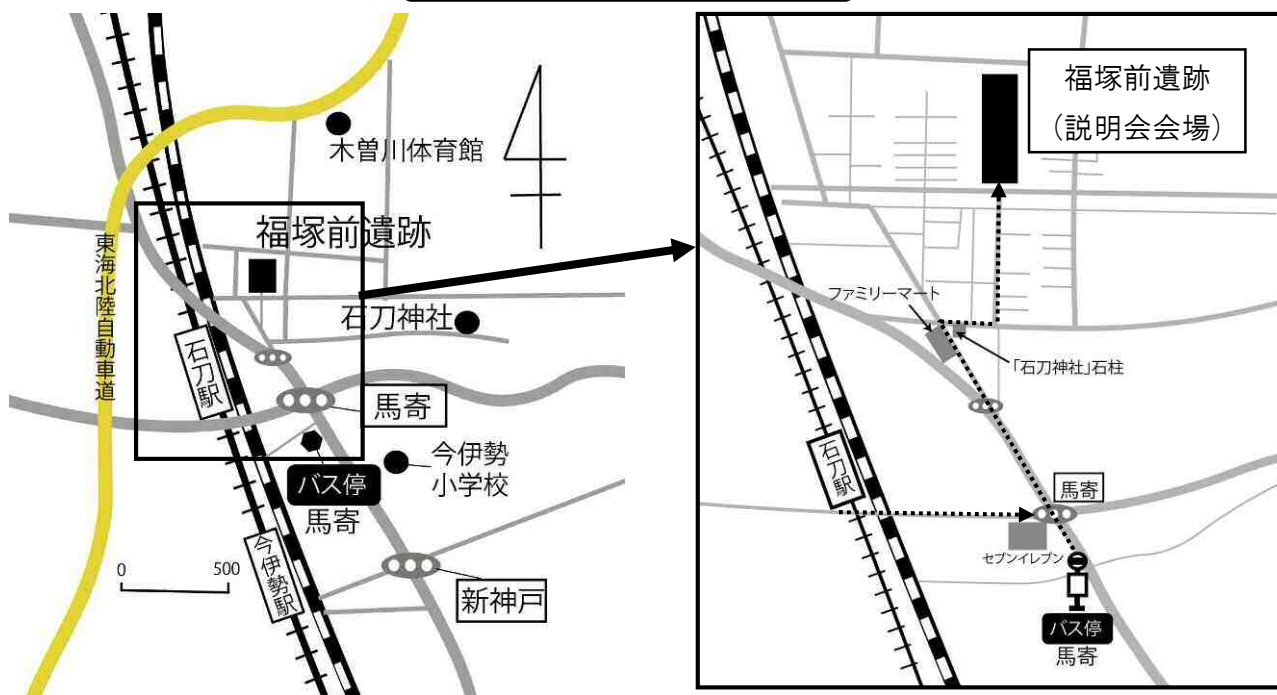 木曽川体育館
福塚前遺跡
東海北陸自動車道
石刀神社
石刀駅
馬寄
今伊勢
小学校
バス停
馬寄
0 500
今伊勢駅
新神戸
福塚前遺跡
（説明会会場）
ファミリーマート
「石刀神社」石柱
石刀駅
馬寄
セブンイレブン
バス停
馬寄